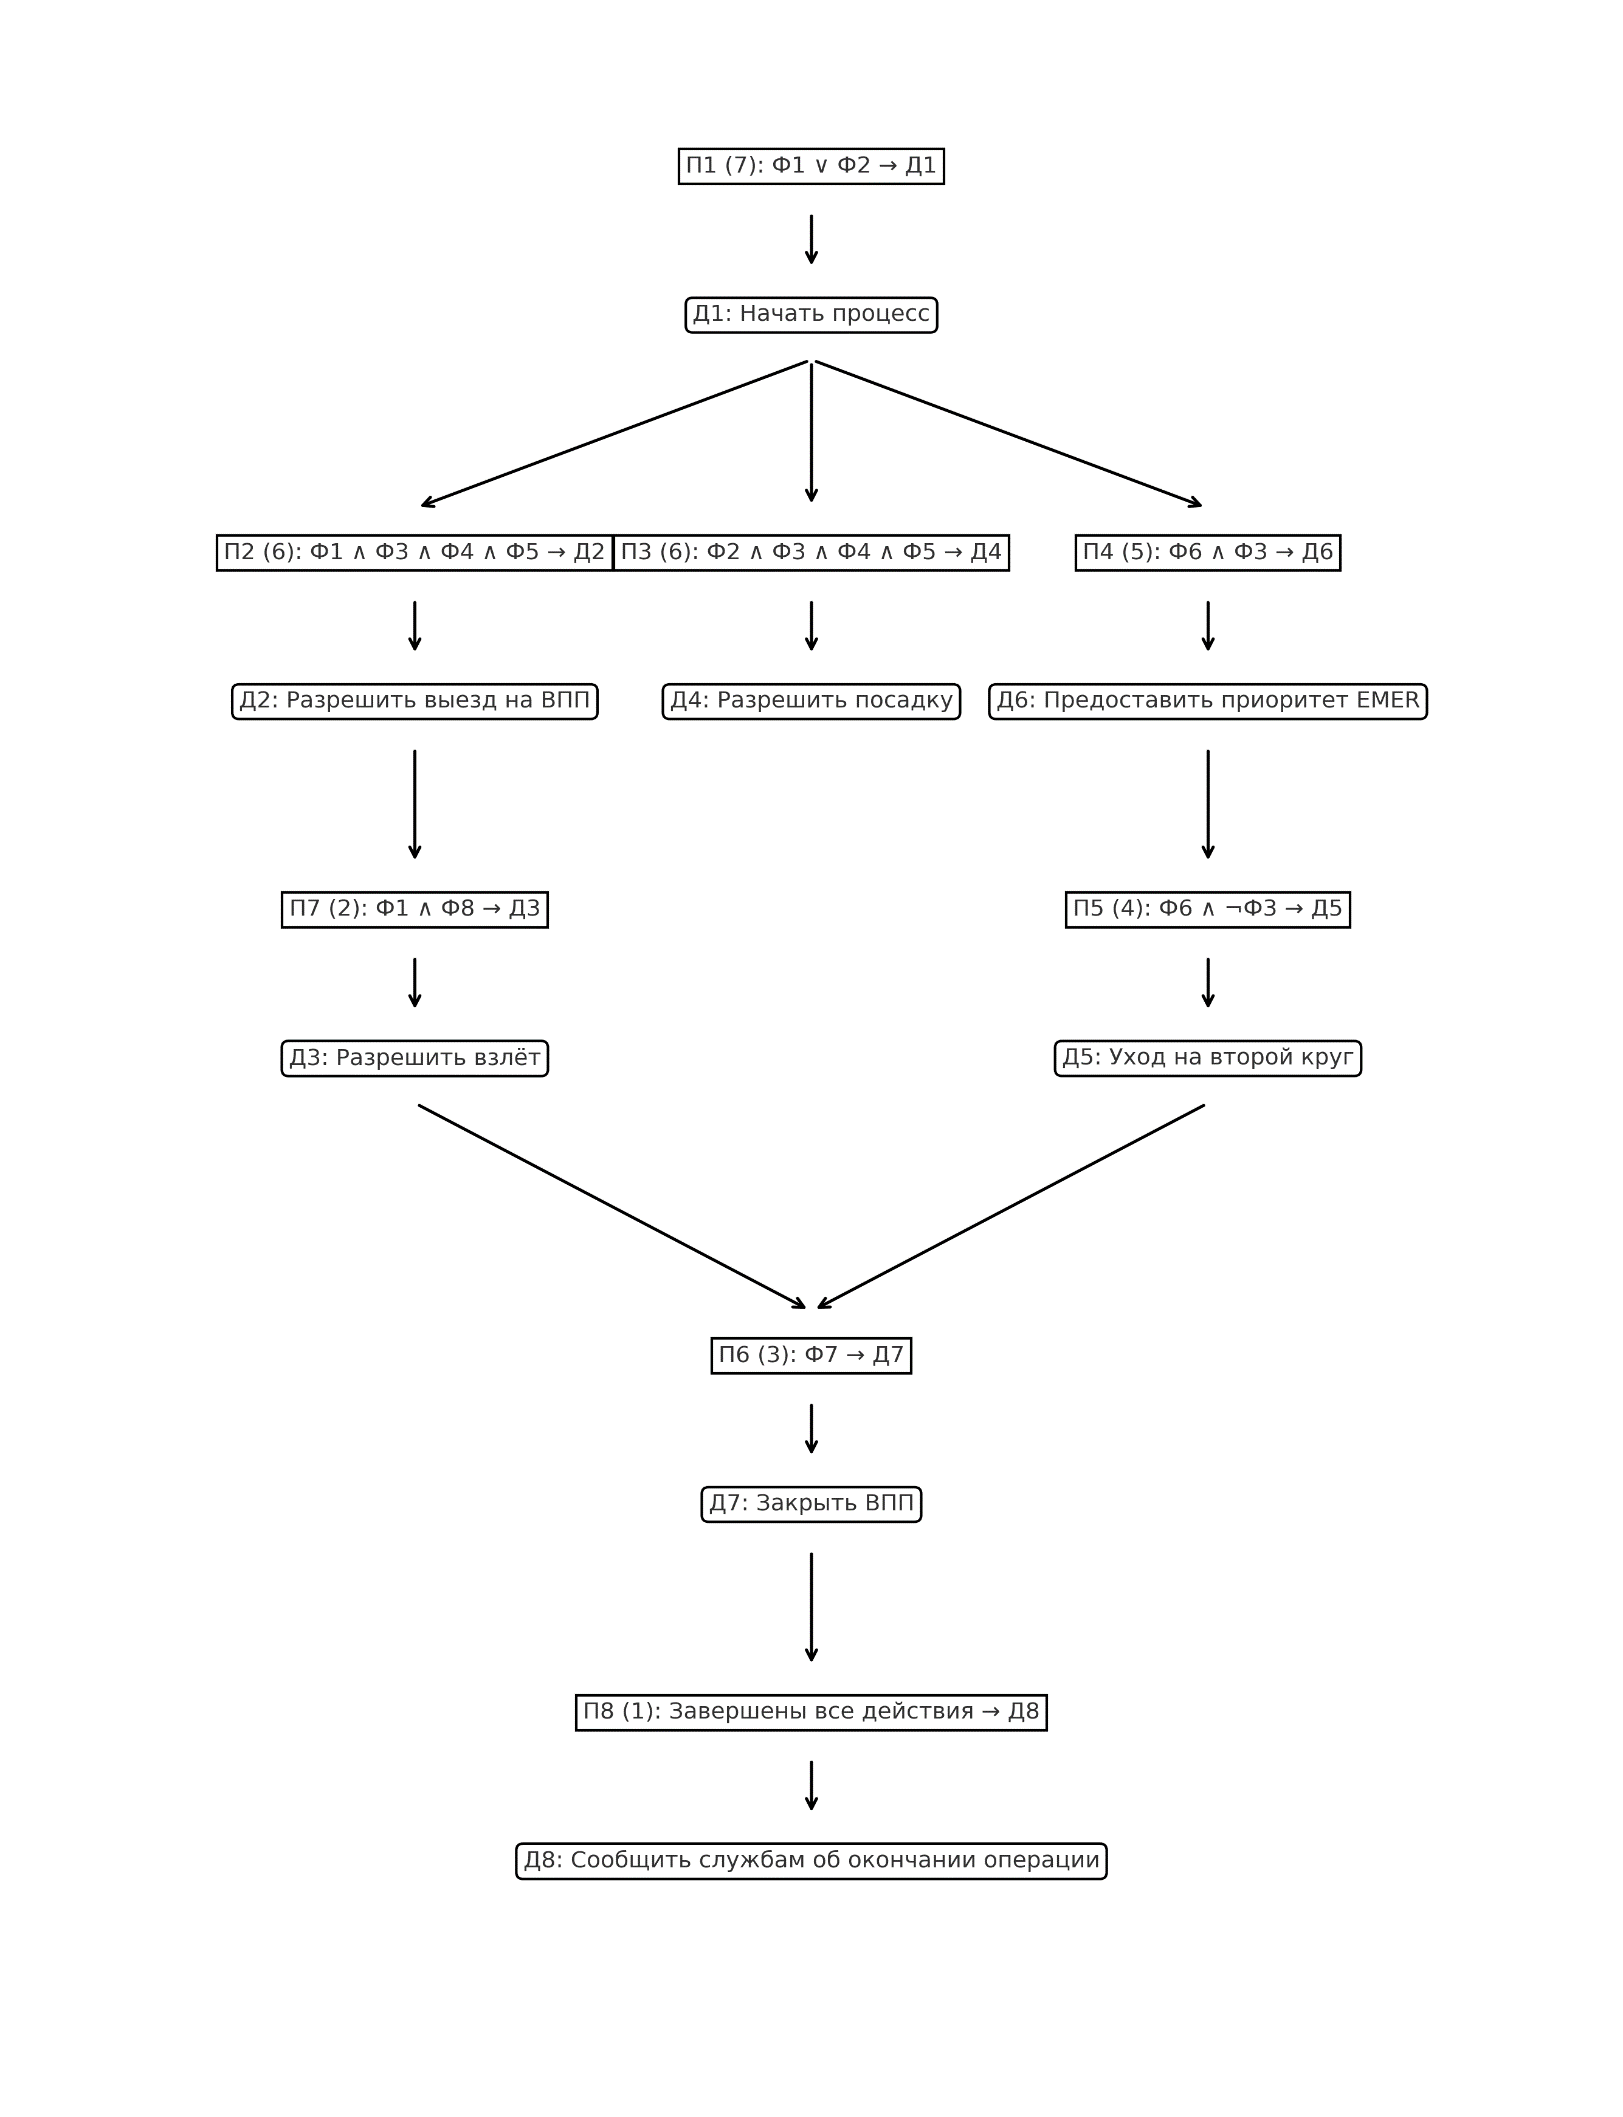 П1 (7): Ф1 ∨ Ф2 → Д1
Д1: Начать процесс
П2 (6): Ф1 ∧ Ф3 ∧ Ф4 ∧ Ф5 → Д2
П3 (6): Ф2 ∧ Ф3 ∧ Ф4 ∧ Ф5 → Д4
П4 (5): Ф6 ∧ Ф3 → Д6
Д2: Разрешить выезд на ВПП
Д4: Разрешить посадку
Д6: Предоставить приоритет EMER
П7 (2): Ф1 ∧ Ф8 → Д3
П5 (4): Ф6 ∧ ¬Ф3 → Д5
Д3: Разрешить взлёт
Д5: Уход на второй круг
П6 (3): Ф7 → Д7
Д7: Закрыть ВПП
П8 (1): Завершены все действия → Д8
Д8: Сообщить службам об окончании операции